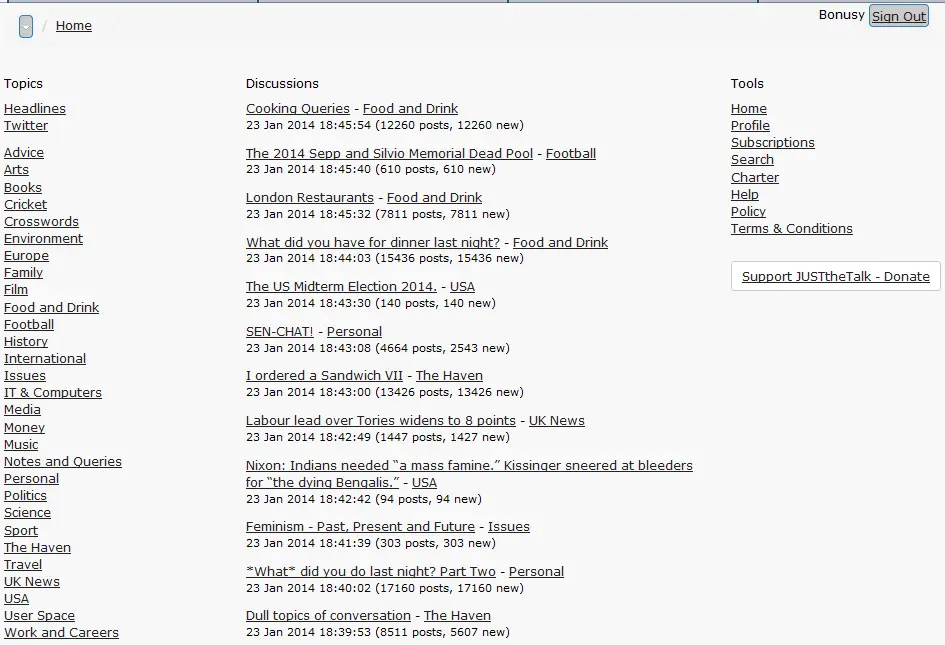 Bonusy Sign Out
/ Home
Topics
Headlines
Twitter
Advice
Arts
Books
Cricket
Crosswords
Environment
Europe
Family
Film
Food and Drink
Football
History
International
Issues
IT & Computers
Media
Money
Music
Notes and Queries
Personal
Politics
Science
Sport
The Haven
Travel
UK News
USA
User Space
Work and Careers
Discussions
Cooking Queries - Food and Drink
23 Jan 2014 18:45:54 (12260 posts, 12260 new)
The 2014 Sepp and Silvio Memorial Dead Pool - Football
23 Jan 2014 18:45:40 (610 posts, 610 new)
London Restaurants - Food and Drink
23 Jan 2014 18:45:32 (7811 posts, 7811 new)
What did you have for dinner last night? - Food and Drink
23 Jan 2014 18:44:03 (15436 posts, 15436 new)
The US Midterm Election 2014. - USA
23 Jan 2014 18:43:30 (140 posts, 140 new)
SEN-CHAT! - Personal
23 Jan 2014 18:43:08 (4664 posts, 2543 new)
I ordered a Sandwich VII - The Haven
23 Jan 2014 18:43:00 (13426 posts, 13426 new)
Labour lead over Tories widens to 8 points - UK News
23 Jan 2014 18:42:49 (1447 posts, 1427 new)
Nixon: Indians needed “a mass famine.” Kissinger sneered at bleeders
for “the dying Bengalis.” - USA
23 Jan 2014 18:42:42 (94 posts, 94 new)
Feminism - Past, Present and Future - Issues
23 Jan 2014 18:41:39 (303 posts, 303 new)
*What* did you do last night? Part Two - Personal
23 Jan 2014 18:40:02 (17160 posts, 17160 new)
Dull topics of conversation - The Haven
23 Jan 2014 18:39:53 (8511 posts, 5607 new)
Tools
Home
Profile
Subscriptions
Search
Charter
Help
Policy
Terms & Conditions
Support JUSTtheTalk - Donate